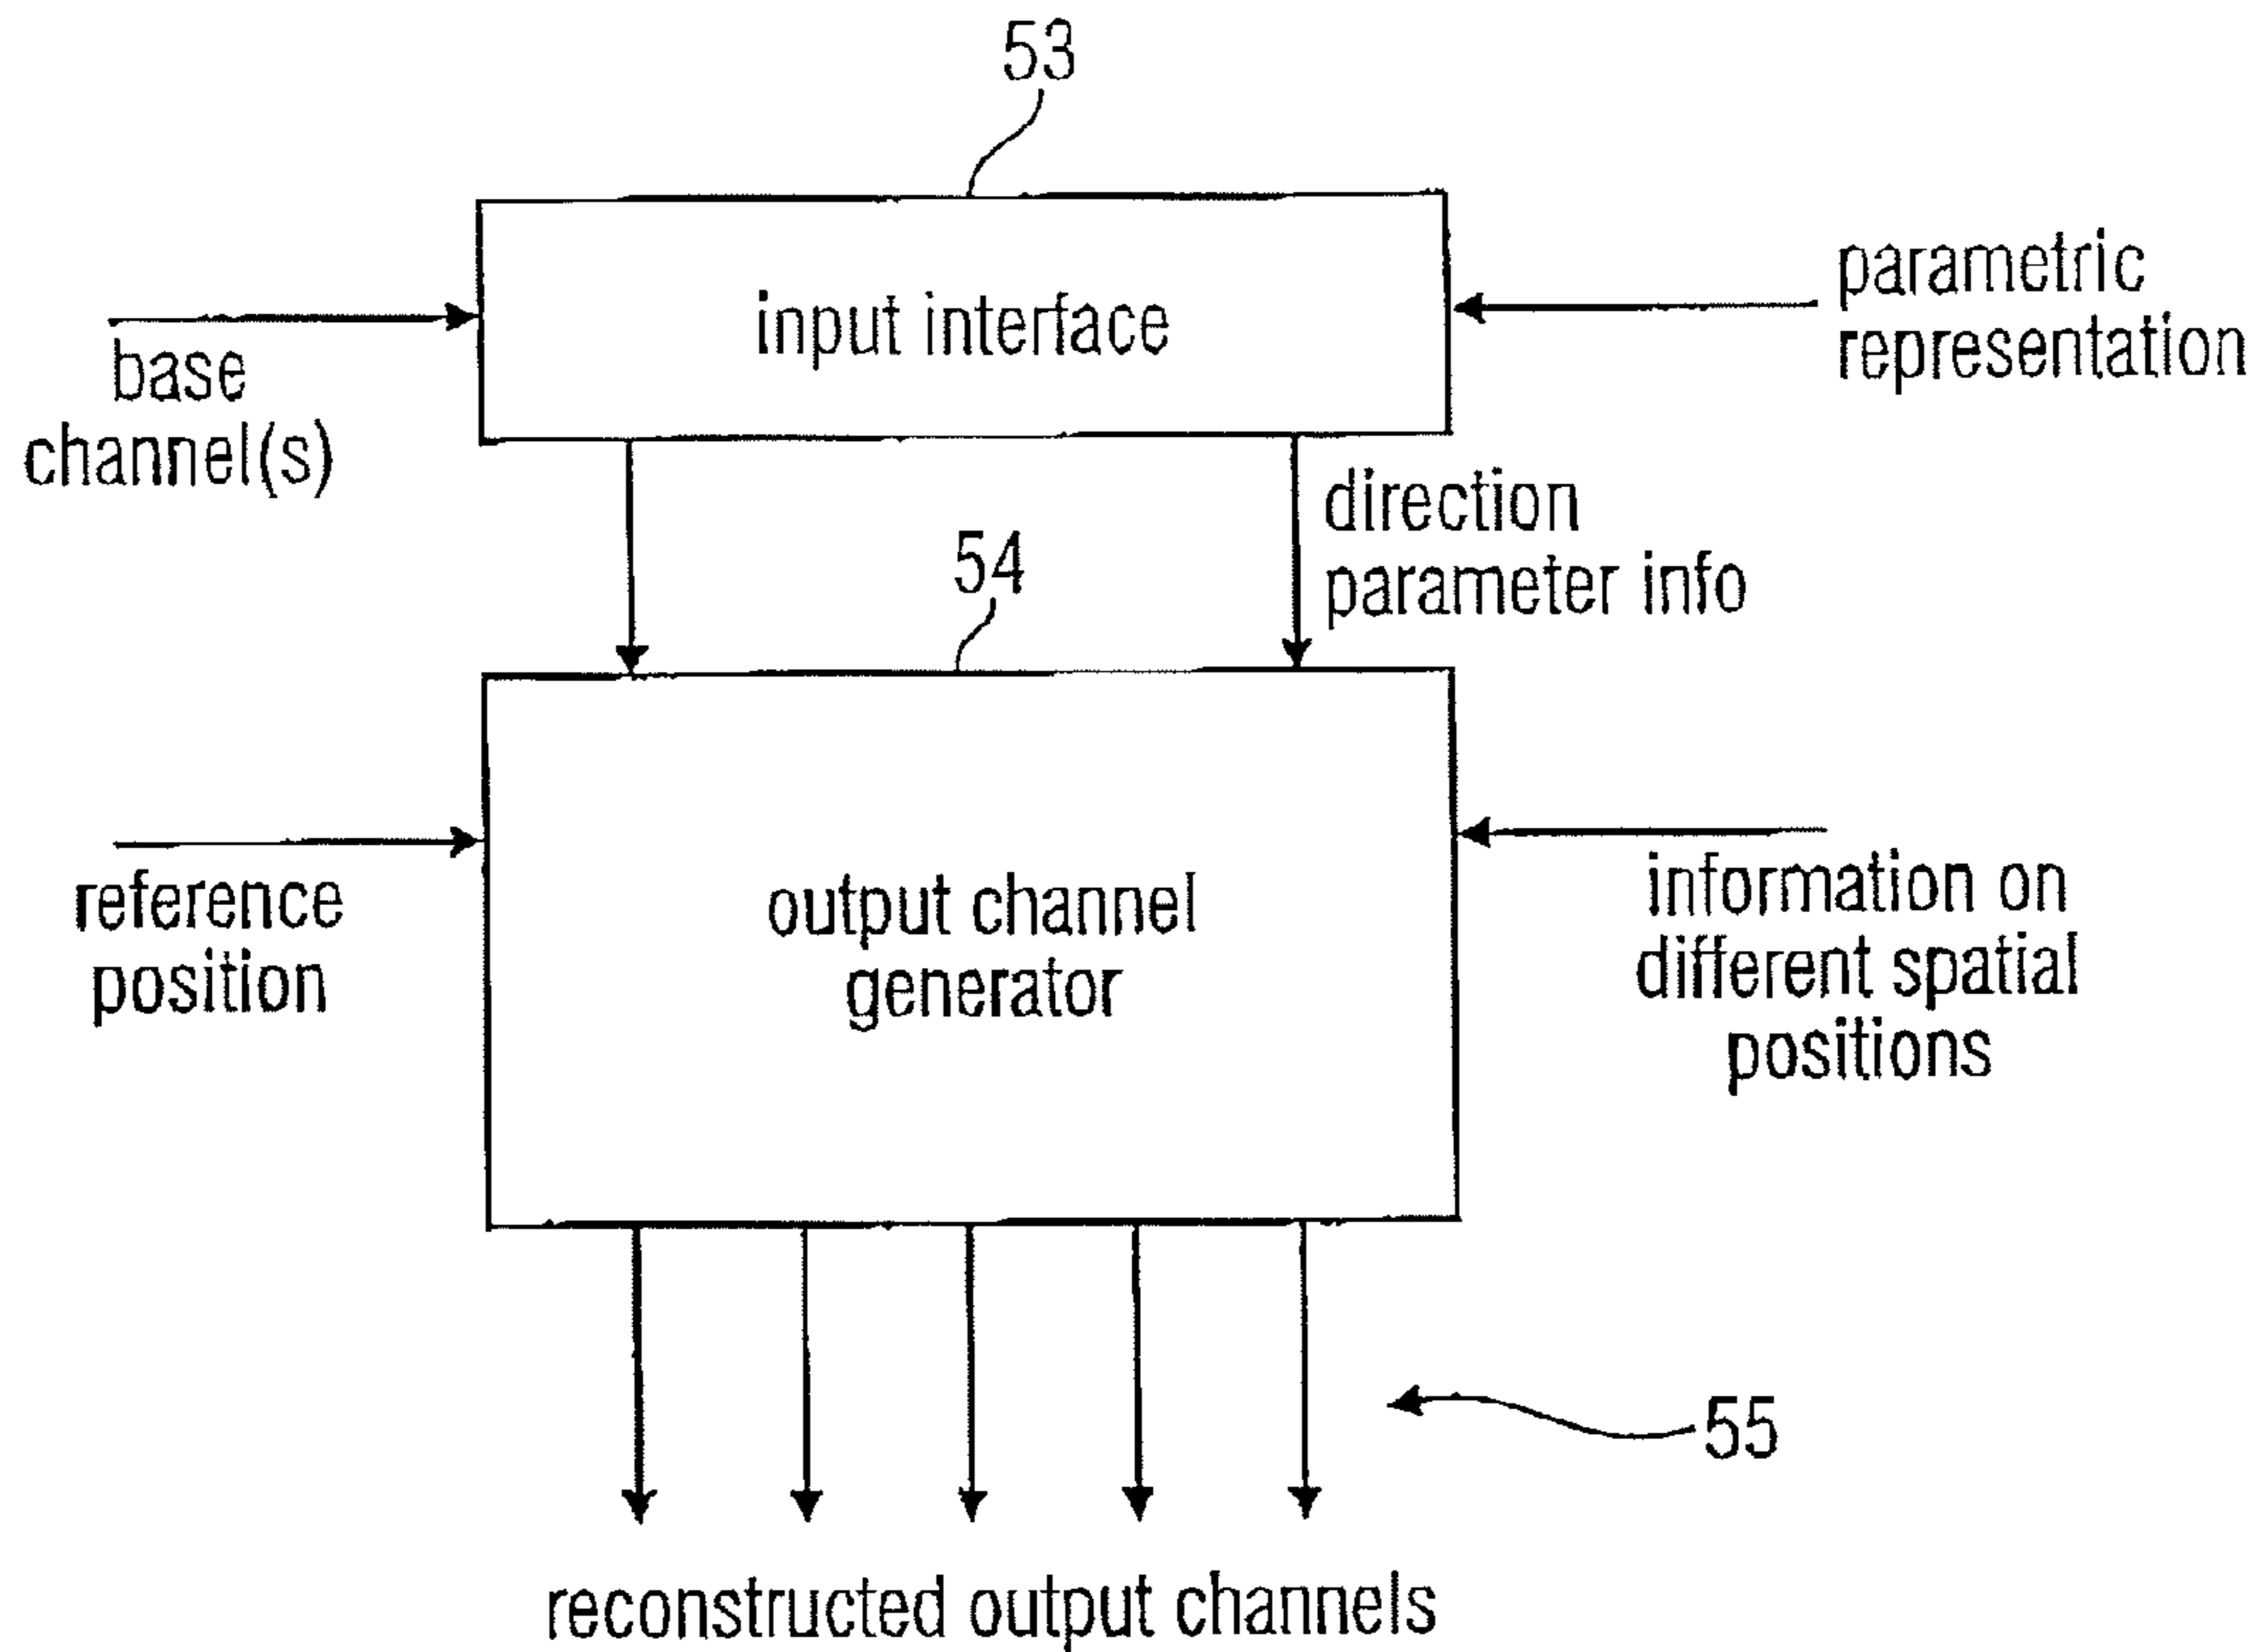 53
input interface
base
channel(s)
parametric
representation
direction
parameter info
54
reference
position
output channel
generator
information on
different spatial
positions
55
reconstructed output channels